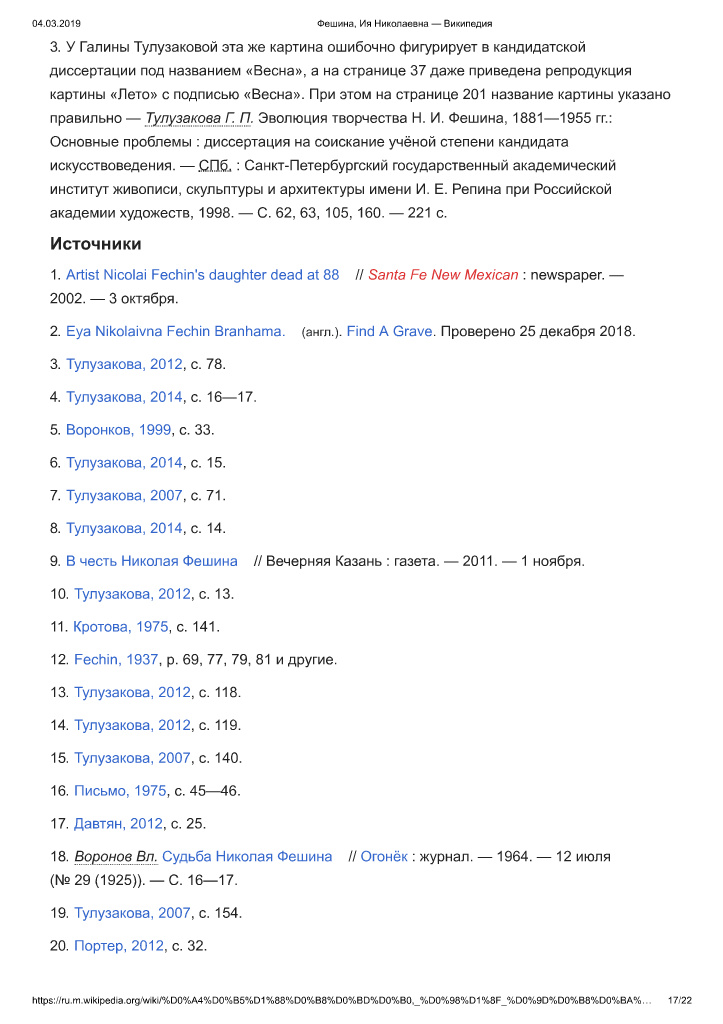 04.03.2019 Фешина, Ия Николаевна — Википедия
3. У Галины Тулузаковой эта же картина ошибочно фигурирует в кандидатской
диссертации под названием «Весна», а на странице 37 даже приведена репродукция
картины «Лето» с подписью «Весна». При этом на странице 201 название картины указано
правильно — Тулузакова Г. П. Эволюция творчества Н. И. Фешина, 1881—1955 гг.:
Основные проблемы : диссертация на соискание учёной степени кандидата
искусствоведения. — СПб. : Санкт-Петербургский государственный академический
институт живописи, скульптуры и архитектуры имени И. Е. Репина при Российской
академии художеств, 1998. — С. 62, 63, 105, 160. — 221 с.
Источники
1. Artist Nicolai Fechin's daughter dead at 88 // Santa Fe New Mexican : newspaper. —
2002. — 3 октября.
2. Eya Nikolaivna Fechin Branhama. (англ.). Find A Grave. Проверено 25 декабря 2018.
3. Тулузакова, 2012, с. 78.
4. Тулузакова, 2014, с. 16—17.
5. Воронков, 1999, с. 33.
6. Тулузакова, 2014, с. 15.
7. Тулузакова, 2007, с. 71.
8. Тулузакова, 2014, с. 14.
9. В честь Николая Фешина // Вечерняя Казань : газета. — 2011. — 1 ноября.
10. Тулузакова, 2012, с. 13.
11. Кротова, 1975, с. 141.
12. Fechin, 1937, p. 69, 77, 79, 81 и другие.
13. Тулузакова, 2012, с. 118.
14. Тулузакова, 2012, с. 119.
15. Тулузакова, 2007, с. 140.
16. Письмо, 1975, с. 45—46.
17. Давтян, 2012, с. 25.
18. Воронов Вл. Судьба Николая Фешина // Огонёк : журнал. — 1964. — 12 июля
(№ 29 (1925)). — С. 16—17.
19. Тулузакова, 2007, с. 154.
20. Портер, 2012, с. 32.
https://ru.m.wikipedia.org/wiki/%D0%A4%D0%B5%D1%88%D0%B8%D0%BD%D0%B0,_%D0%98%D1%8F_%D0%9D%D0%B8%D0%BA%… 17/22